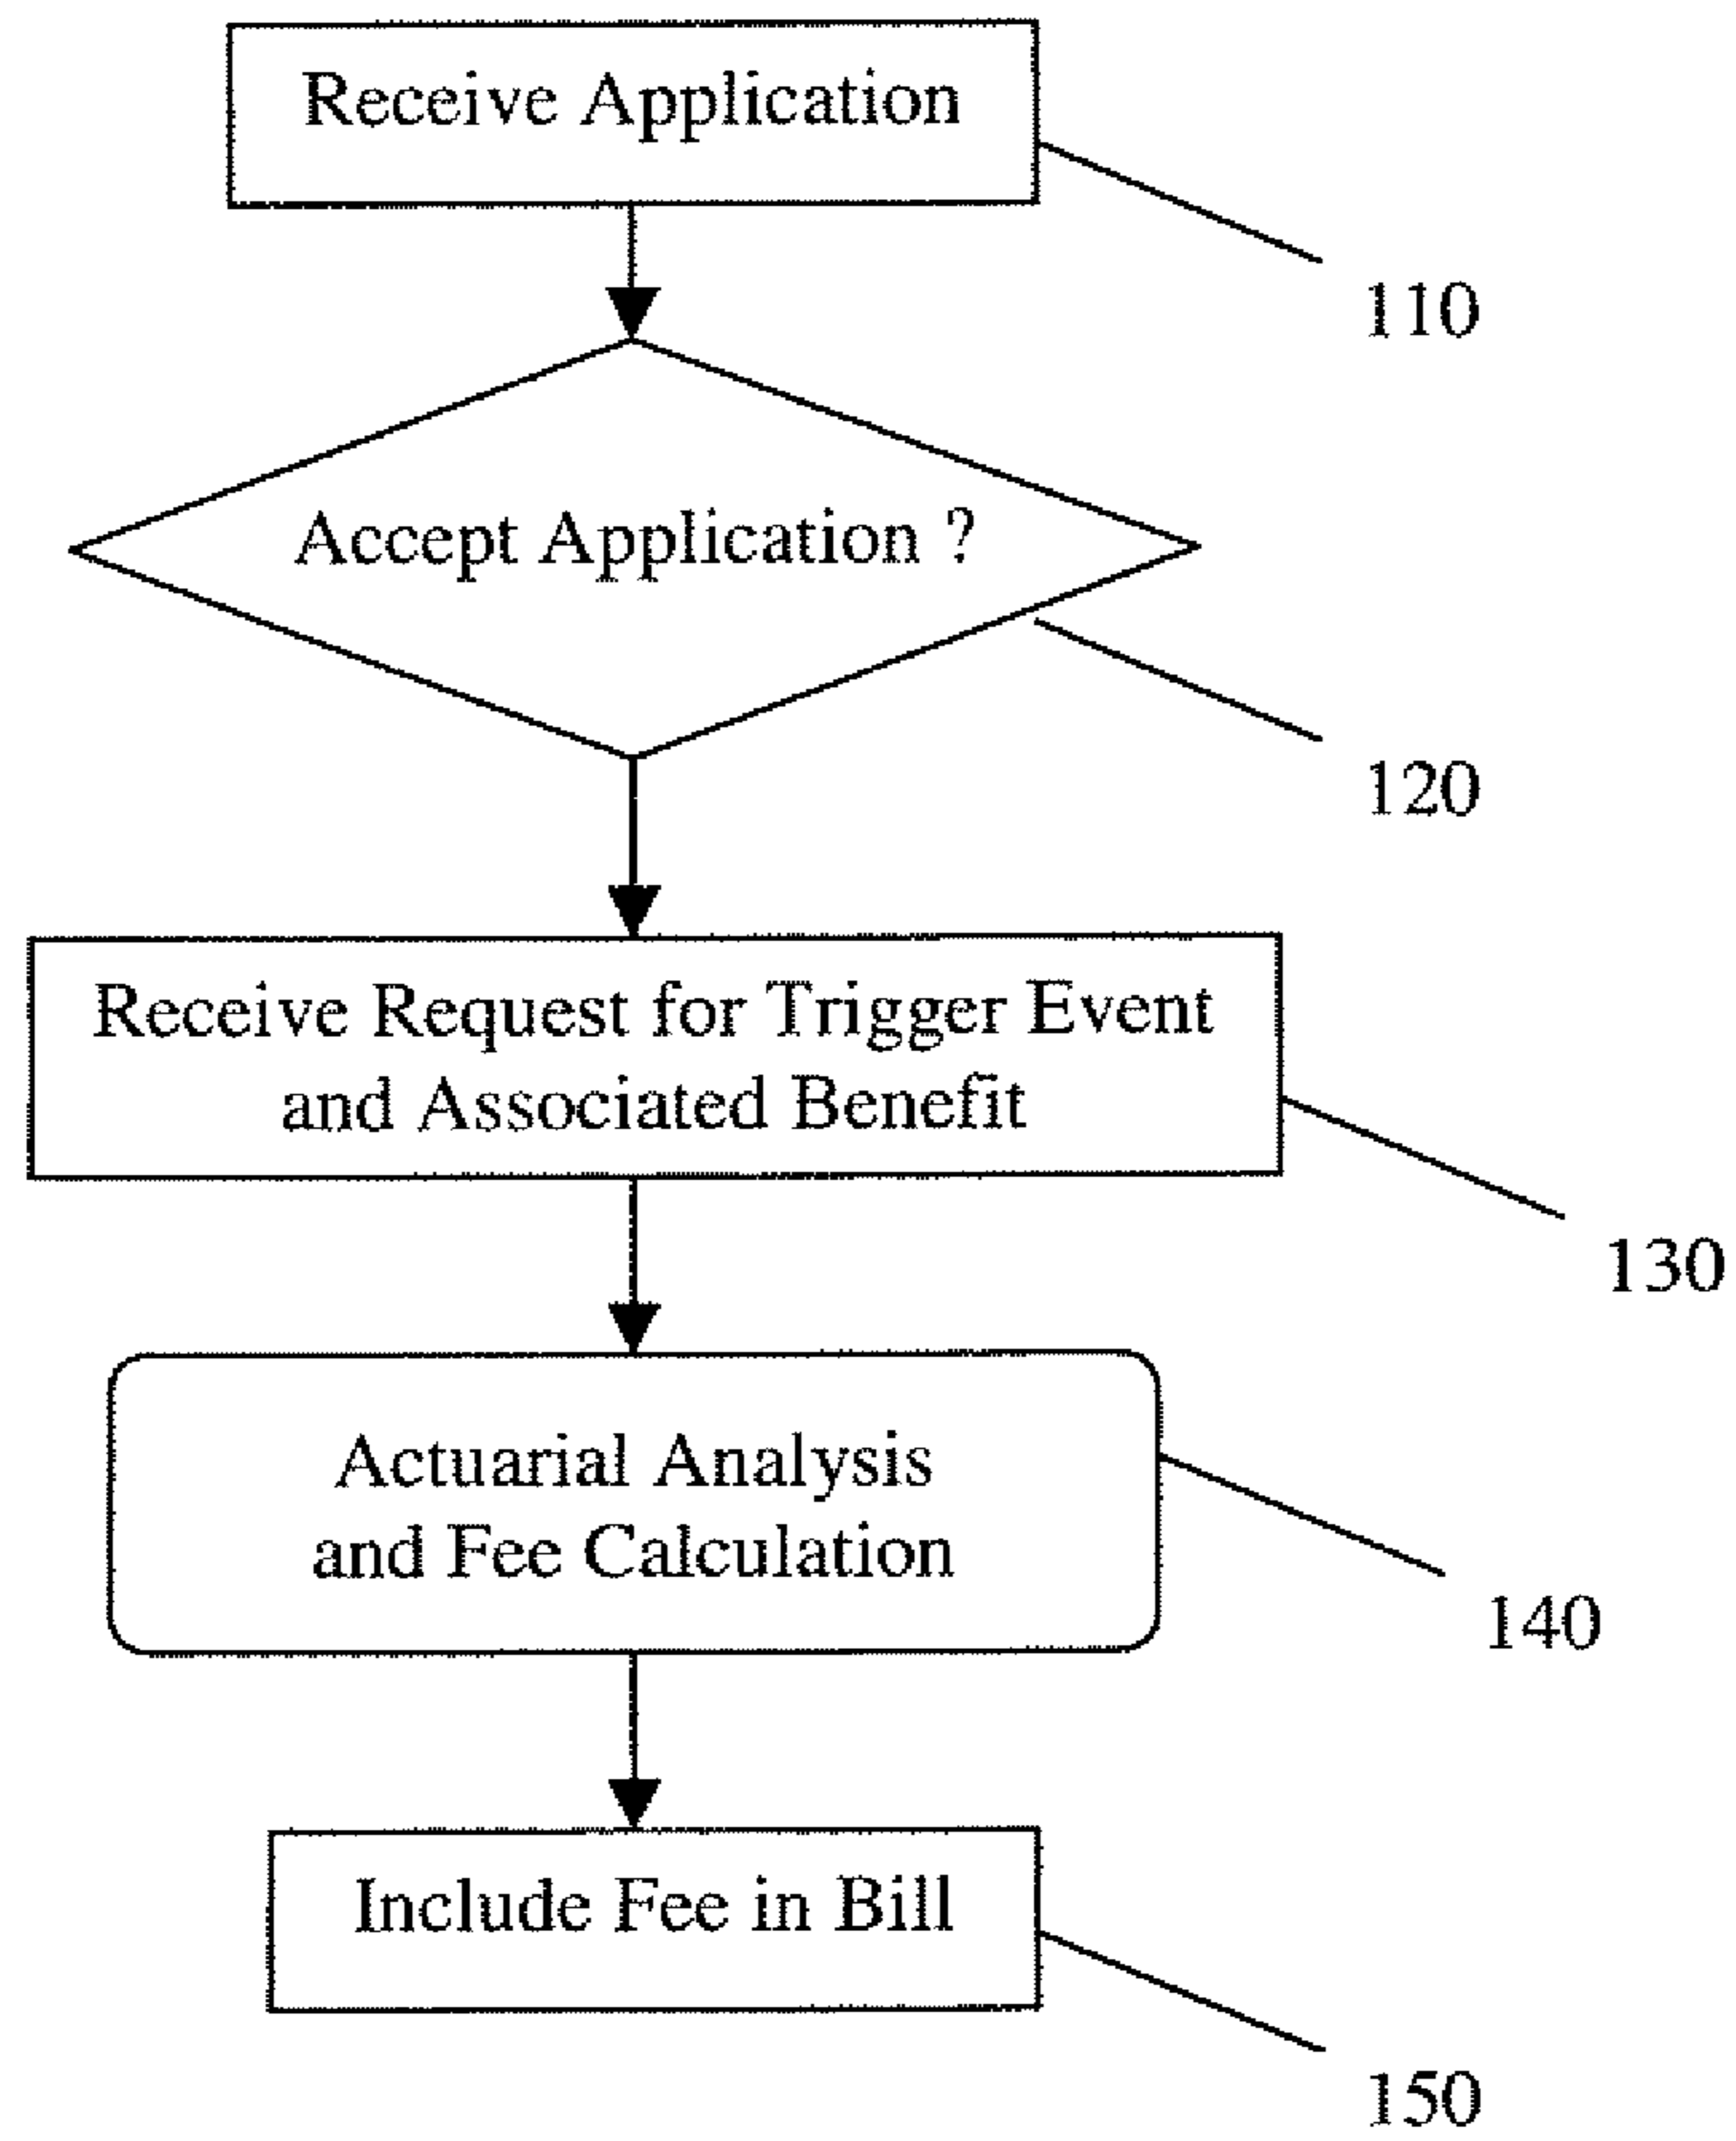 Receive Application
110
Accept Application ?
120
Receive Request for Trigger Event
and Associated Benefit
130
Actuarial Analysis
and Fee Calculation
140
Include Fee in Bill
150